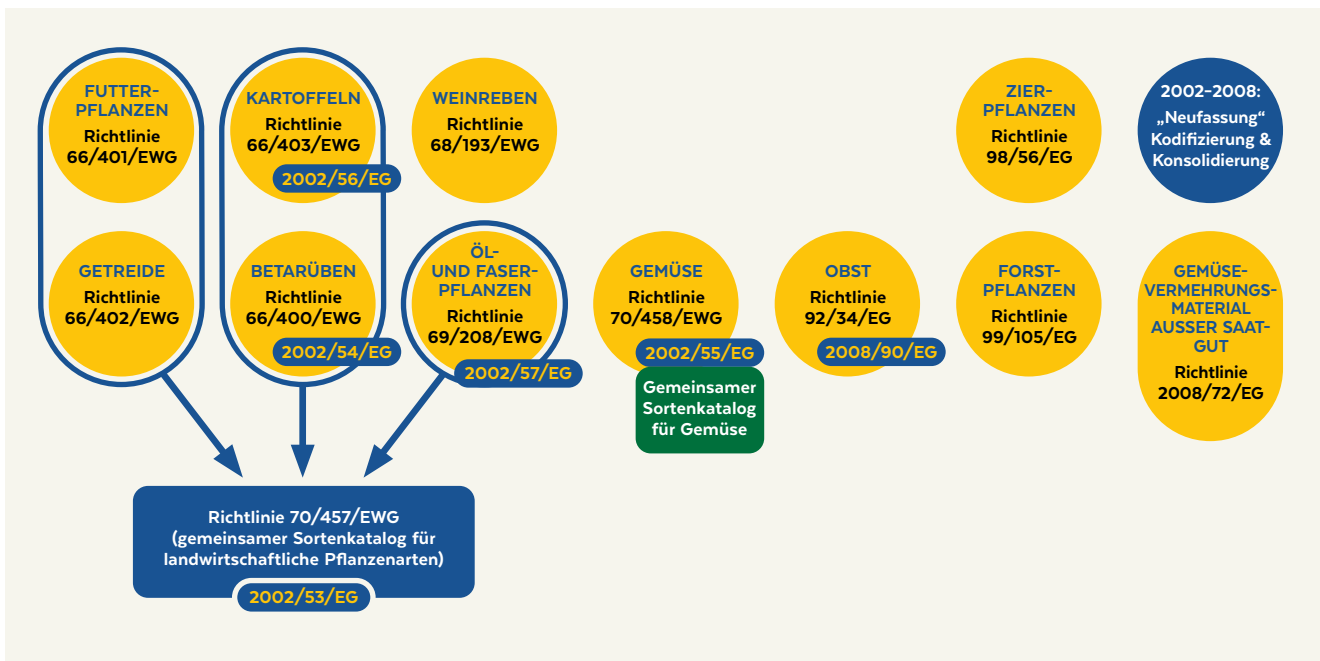 FUTTER-
PFLANZEN
Richtlinie
66/401/EWG
KARTOFFELN
Richtlinie
66/403/EWG
2002/56/EG
WEINREBEN
Richtlinie
68/193/EWG
ZIER-
PFLANZEN
Richtlinie
98/56/EG
2002–2008:
„Neufassung“
Kodifizierung &
Konsolidierung
GETREIDE
Richtlinie
66/402/EWG
BETARÜBEN
Richtlinie
66/400/EWG
2002/54/EG
ÖL-
UND FASER-
PFLANZEN
Richtlinie
69/208/EWG
2002/57/EG
GEMÜSE
Richtlinie
70/458/EWG
2002/55/EG
Gemeinsamer
Sortenkatalog
für Gemüse
OBST
Richtlinie
92/34/EG
2008/90/EG
FORST-
PFLANZEN
Richtlinie
99/105/EG
GEMÜSE-
VERMEHRUNGS-
MATERIAL
AUSSER SAAT-
GUT
Richtlinie
2008/72/EG
Richtlinie 70/457/EWG
(gemeinsamer Sortenkatalog für
landwirtschaftliche Pflanzenarten)
2002/53/EG